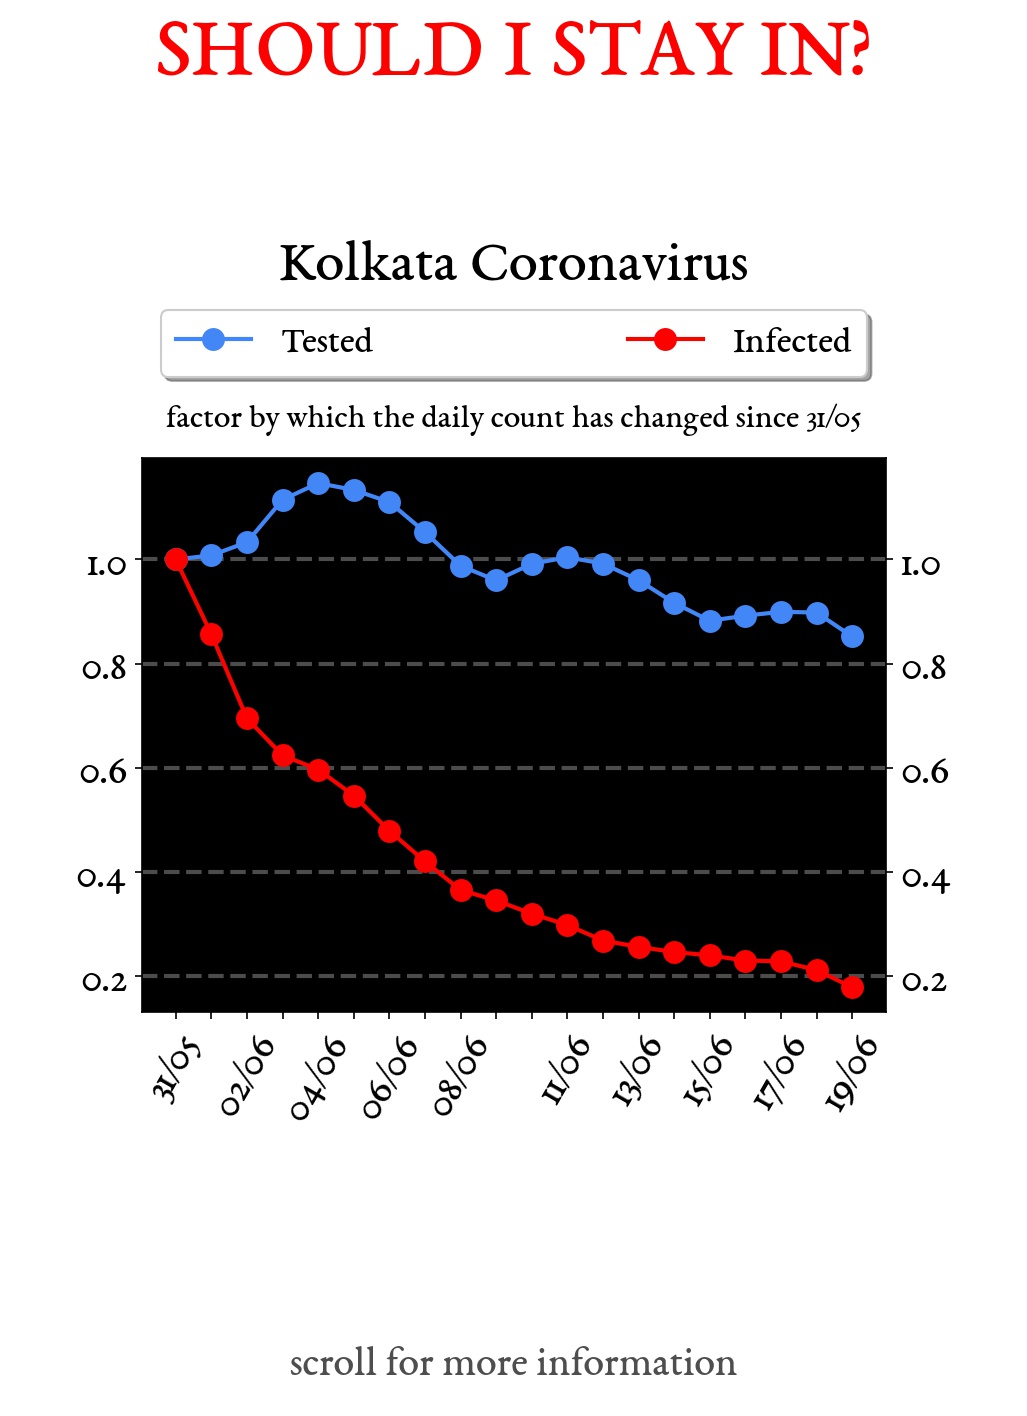 SHOULD I STAY IN?
Kolkata Coronavirus
Tested Infected
factor by which the daily count has changed since 31/05
1.0 1.0
0.8 0.8
0.6 0.6
0.4 0.4
0.2 0.2
31/05 02/06 04/06 06/06 08/06 11/06 13/06 15/06 17/06 19/06
scroll for more information